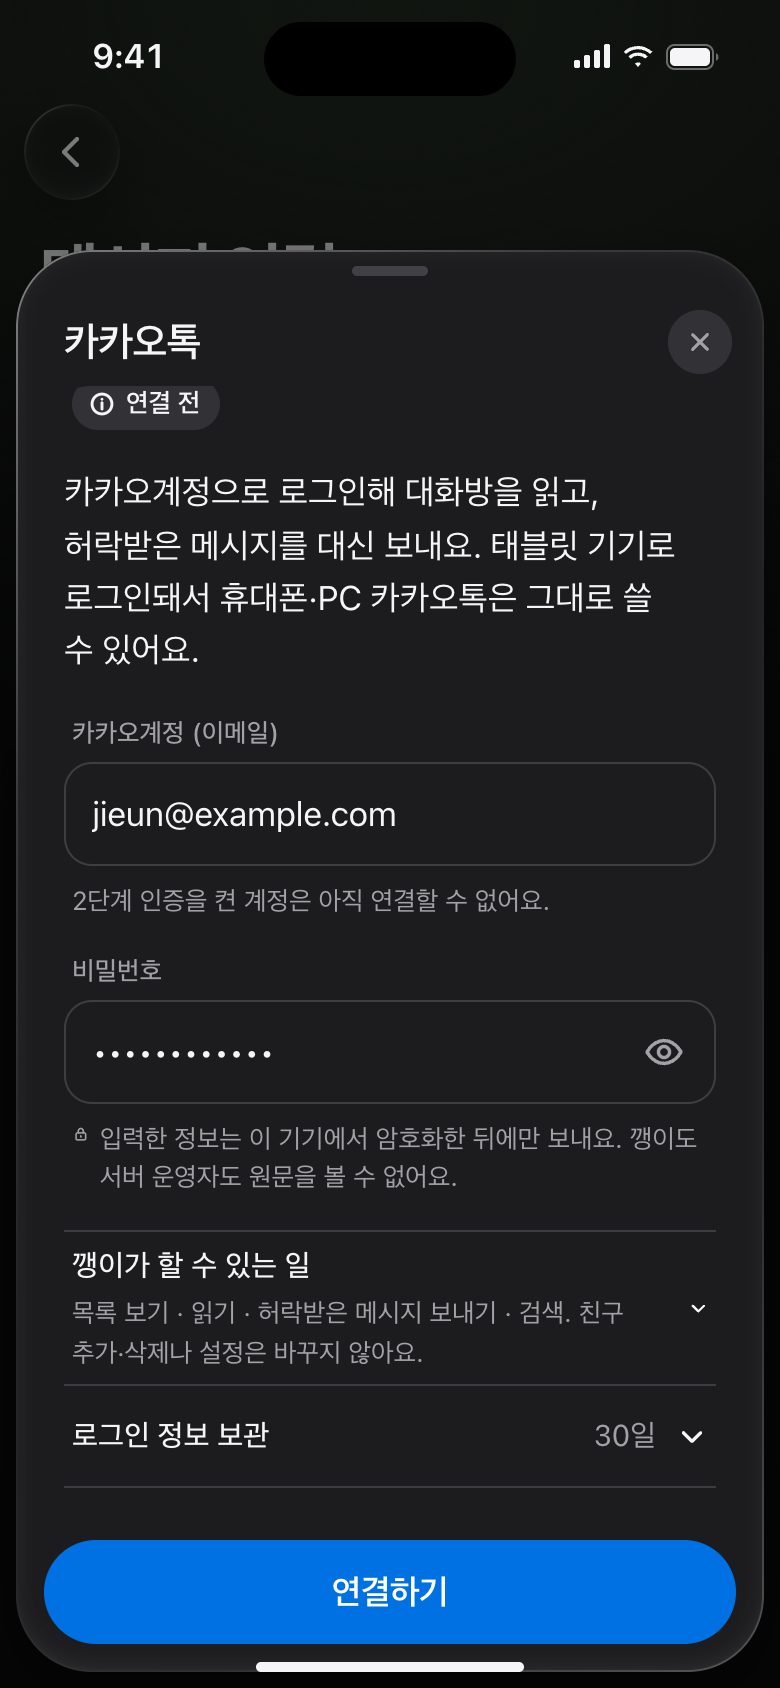 9:41
카카오톡
연결 전
카카오계정으로 로그인해 대화방을 읽고,
허락받은 메시지를 대신 보내요. 태블릿 기기로
로그인돼서 휴대폰·PC 카카오톡은 그대로 쓸
수 있어요.
카카오계정 (이메일)
jieun@example.com
2단계 인증을 켠 계정은 아직 연결할 수 없어요.
비밀번호
••••••••••••
입력한 정보는 이 기기에서 암호화한 뒤에만 보내요. 깽이도
서버 운영자도 원문을 볼 수 없어요.
깽이가 할 수 있는 일
목록 보기 · 읽기 · 허락받은 메시지 보내기 · 검색. 친구
추가·삭제나 설정은 바꾸지 않아요.
로그인 정보 보관
30일
연결하기